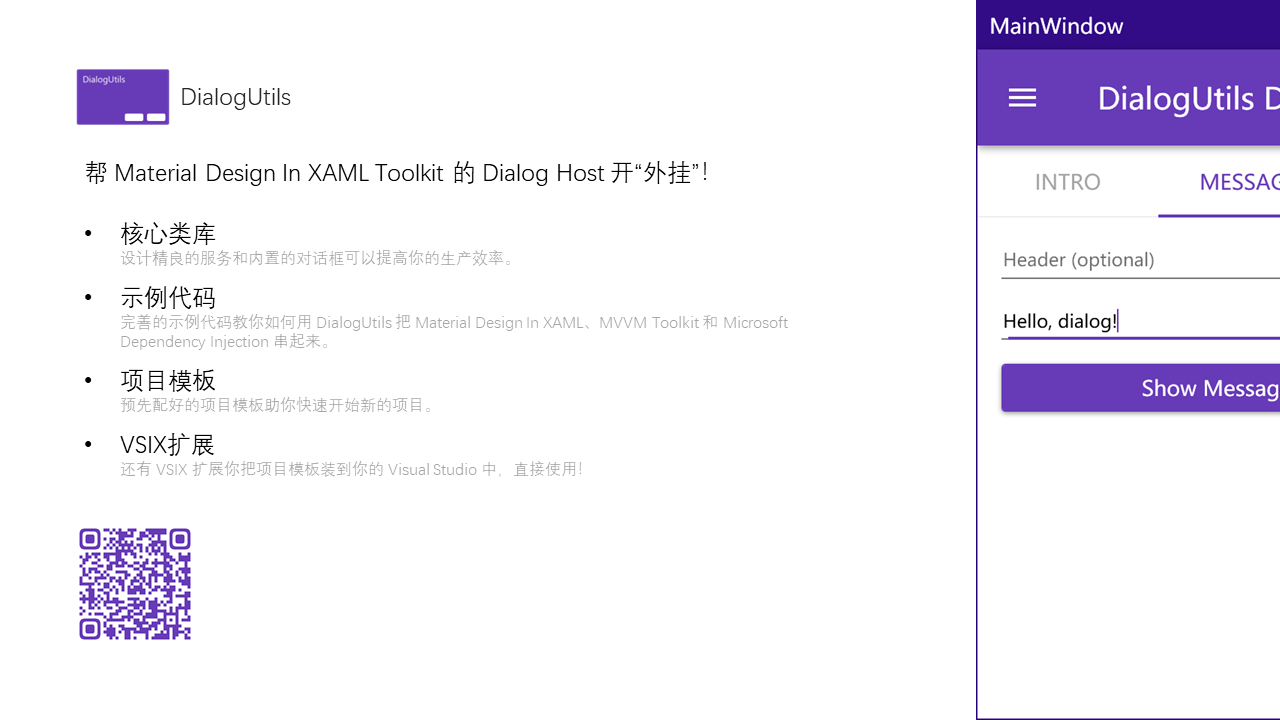 DialogUtils
DialogUtils
帮 Material Design In XAML Toolkit 的 Dialog Host 开“外挂”！
• 核心类库
设计精良的服务和内置的对话框可以提高你的生产效率。
• 示例代码
完善的示例代码教你如何用 DialogUtils 把 Material Design In XAML、MVVM Toolkit 和 Microsoft
Dependency Injection 串起来。
• 项目模板
预先配好的项目模板助你快速开始新的项目。
• VSIX扩展
还有 VSIX 扩展你把项目模板装到你的 Visual Studio 中，直接使用！
MainWindow
DialogUtils D
INTRO
MESSAG
Header (optional)
Hello, dialog!
Show Messag